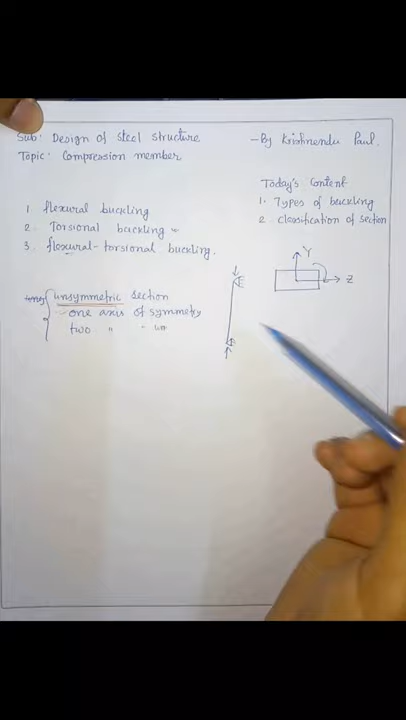 Sub: Design of steel structure
- By Krishnendu Paul.
Topic: Compression member
Today's Content
1. Types of buckling
2. Classification of section
1 flexural buckling
2. Torsional buckling
3. flexural-torsional buckling.
Y
Z
unsymmetric section
one axis of symmetry
two " "